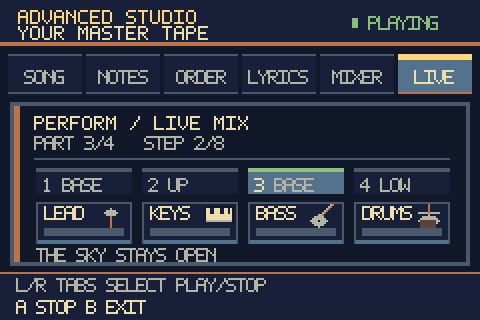 ADVANCED STUDIO
YOUR MASTER TAPE
PLAYING
SONG NOTES ORDER LYRICS MIXER LIVE
PERFORM / LIVE MIX
PART 3/4 STEP 2/8
1 BASE 2 UP 3 BASE 4 LOW
LEAD KEYS BASS DRUMS
THE SKY STAYS OPEN
L/R TABS SELECT PLAY/STOP
A STOP B EXIT